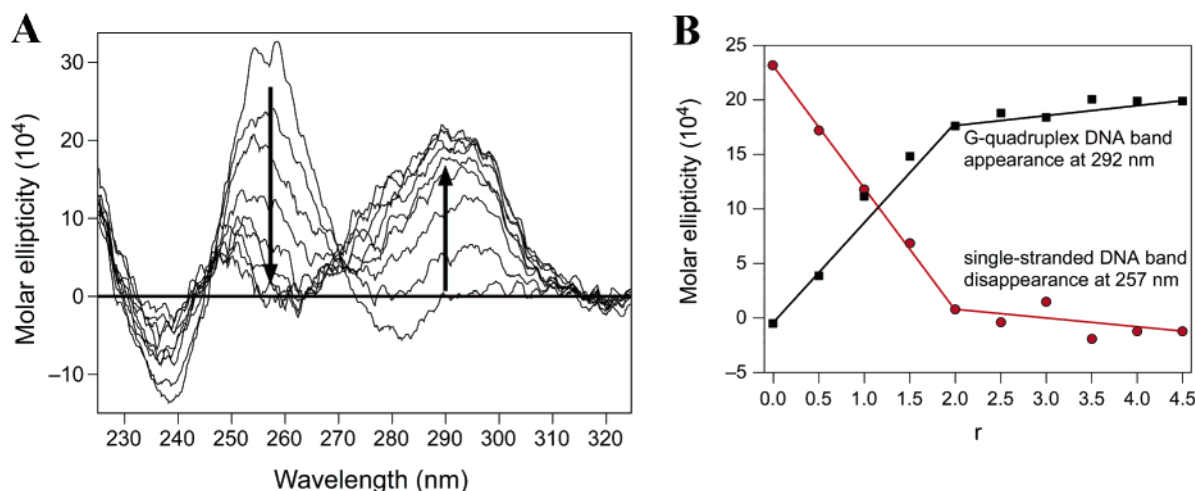 A
Molar ellipticity (10⁴)
30
20
10
0
−10
230 240 250 260 270 280 290 300 310 320
Wavelength (nm)
B
Molar ellipticity (10⁴)
25
20
15
10
5
0
−5
G-quadruplex DNA band
appearance at 292 nm
single-stranded DNA band
disappearance at 257 nm
0.0 0.5 1.0 1.5 2.0 2.5 3.0 3.5 4.0 4.5
r